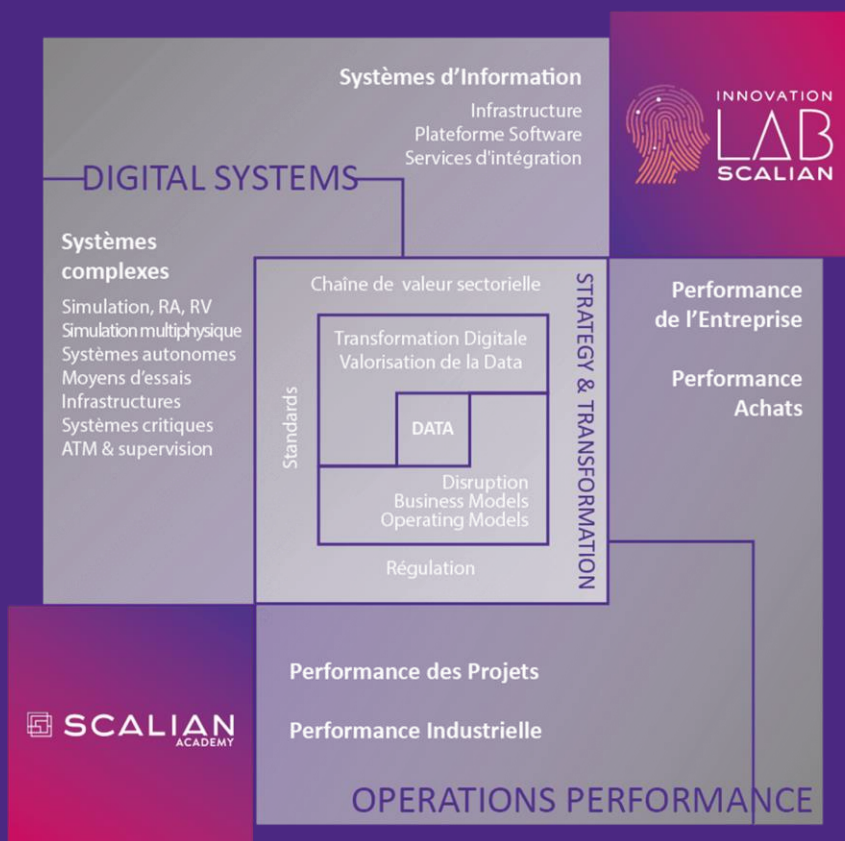 Systèmes d'Information
Infrastructure
Plateforme Software
Services d'intégration
INNOVATION
LAB
SCALIAN
DIGITAL SYSTEMS
Systèmes
complexes
Simulation, RA, RV
Simulation multiphysique
Systèmes autonomes
Moyens d'essais
Infrastructures
Systèmes critiques
ATM & supervision
Chaîne de valeur sectorielle
Transformation Digitale
Valorisation de la Data
Standards
DATA
Disruption
Business Models
Operating Models
Régulation
STRATEGY & TRANSFORMATION
Performance
de l'Entreprise
Performance
Achats
Performance des Projets
Performance Industrielle
SCALIAN
ACADEMY
OPERATIONS PERFORMANCE